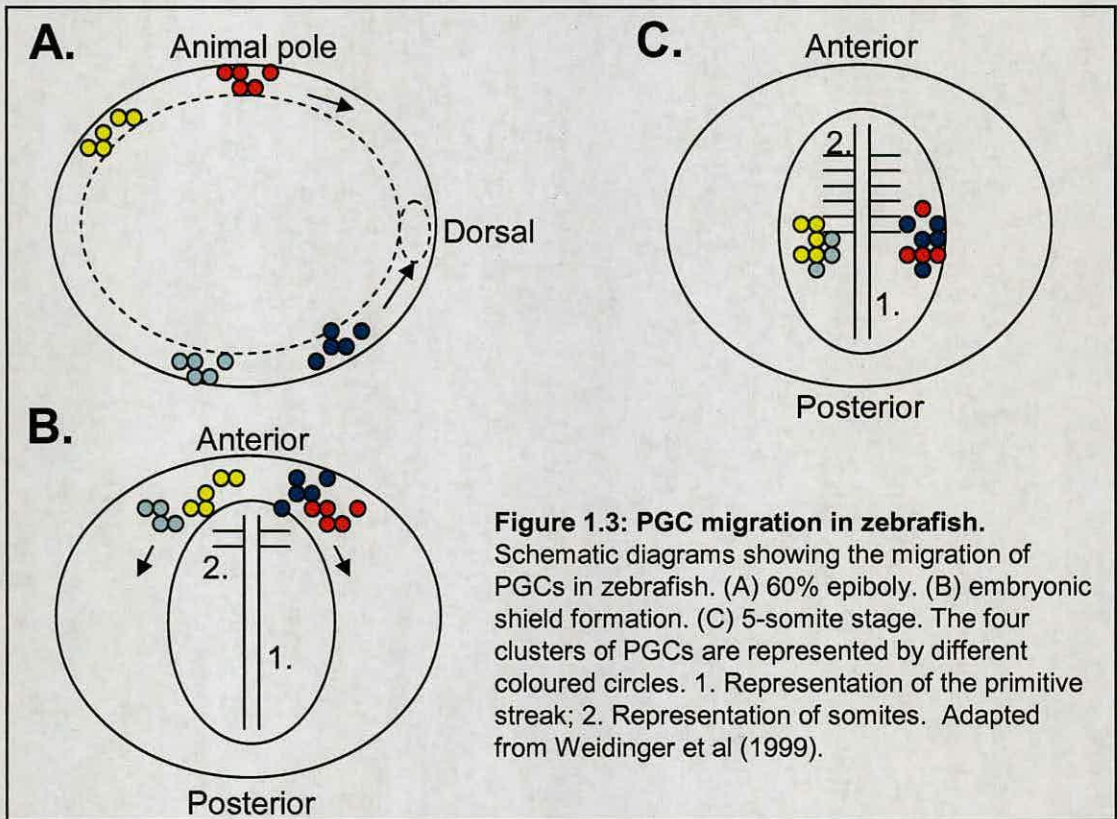 A.
Animal pole
Dorsal
B.
Anterior
2.
1.
Posterior
C.
Anterior
2.
1.
Posterior
Figure 1.3: PGC migration in zebrafish.
Schematic diagrams showing the migration of
PGCs in zebrafish. (A) 60% epiboly. (B) embryonic
shield formation. (C) 5-somite stage. The four
clusters of PGCs are represented by different
coloured circles. 1. Representation of the primitive
streak; 2. Representation of somites. Adapted
from Weidinger et al (1999).